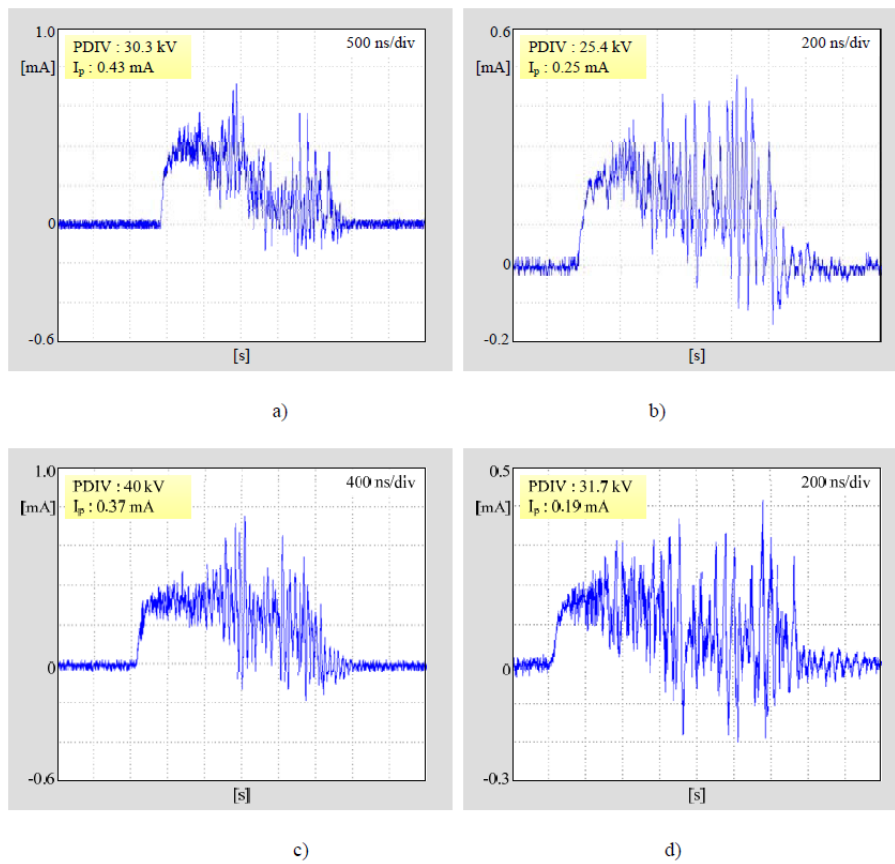 1.0
PDIV : 30.3 kV
500 ns/div
[mA]
Ip : 0.43 mA
0
-0.6
[s]
a)
0.6
PDIV : 25.4 kV
200 ns/div
[mA]
Ip : 0.25 mA
0
-0.2
[s]
b)
1.0
PDIV : 40 kV
400 ns/div
[mA]
Ip : 0.37 mA
0
-0.6
[s]
c)
0.5
PDIV : 31.7 kV
200 ns/div
[mA]
Ip : 0.19 mA
0
-0.3
[s]
d)